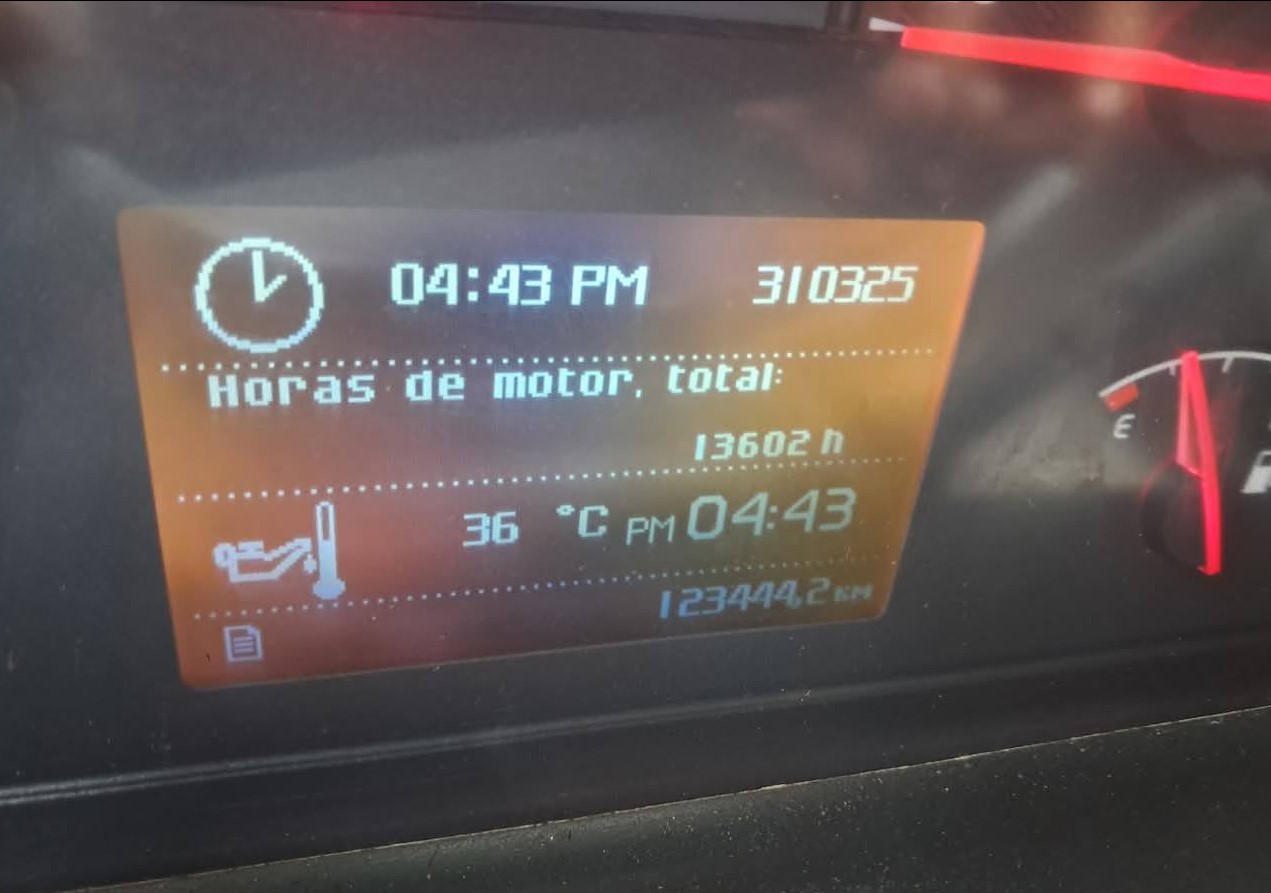 04:43 PM 310325
Horas de motor, total:
13602 h
36 °C PM 04:43
123444,2 KM
E